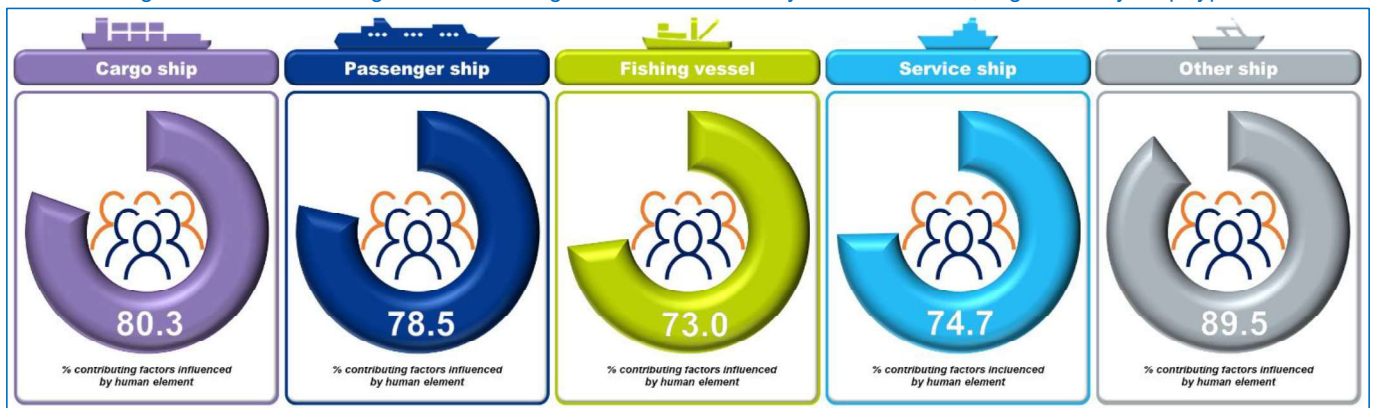 Cargo ship
Passenger ship
Fishing vessel
Service ship
Other ship
80.3
78.5
73.0
74.7
89.5
% contributing factors influenced
by human element
% contributing factors influenced
by human element
% contributing factors influenced
by human element
% contributing factors influenced
by human element
% contributing factors influenced
by human element